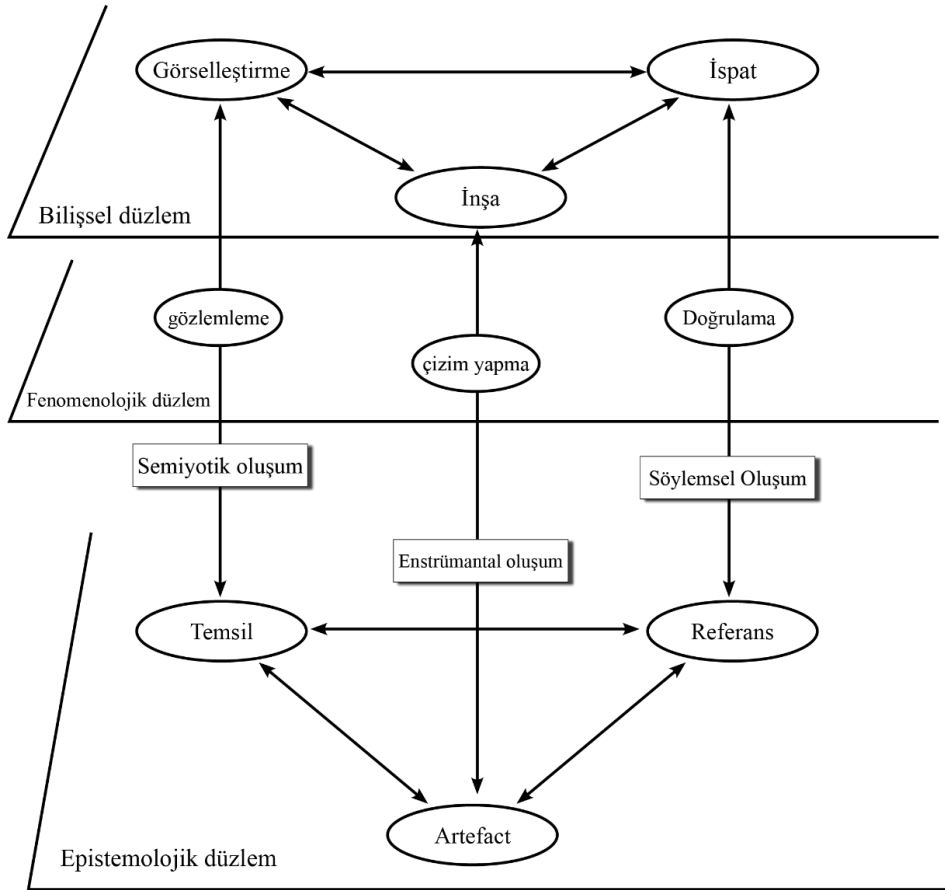 Görselleştirme
İspat
İnşa
Bilişsel düzlem
gözlemleme
Doğrulama
çizim yapma
Fenomenolojik düzlem
Semiyotik oluşum
Söylemsel Oluşum
Enstrümantal oluşum
Temsil
Referans
Artefact
Epistemolojik düzlem